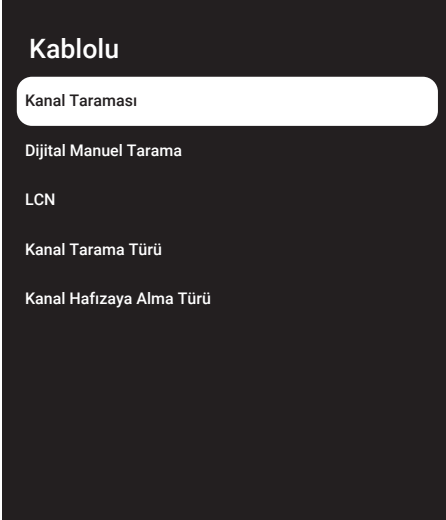 Kablolu
Kanal Taraması
Dijital Manuel Tarama
LCN
Kanal Tarama Türü
Kanal Hafızaya Alma Türü